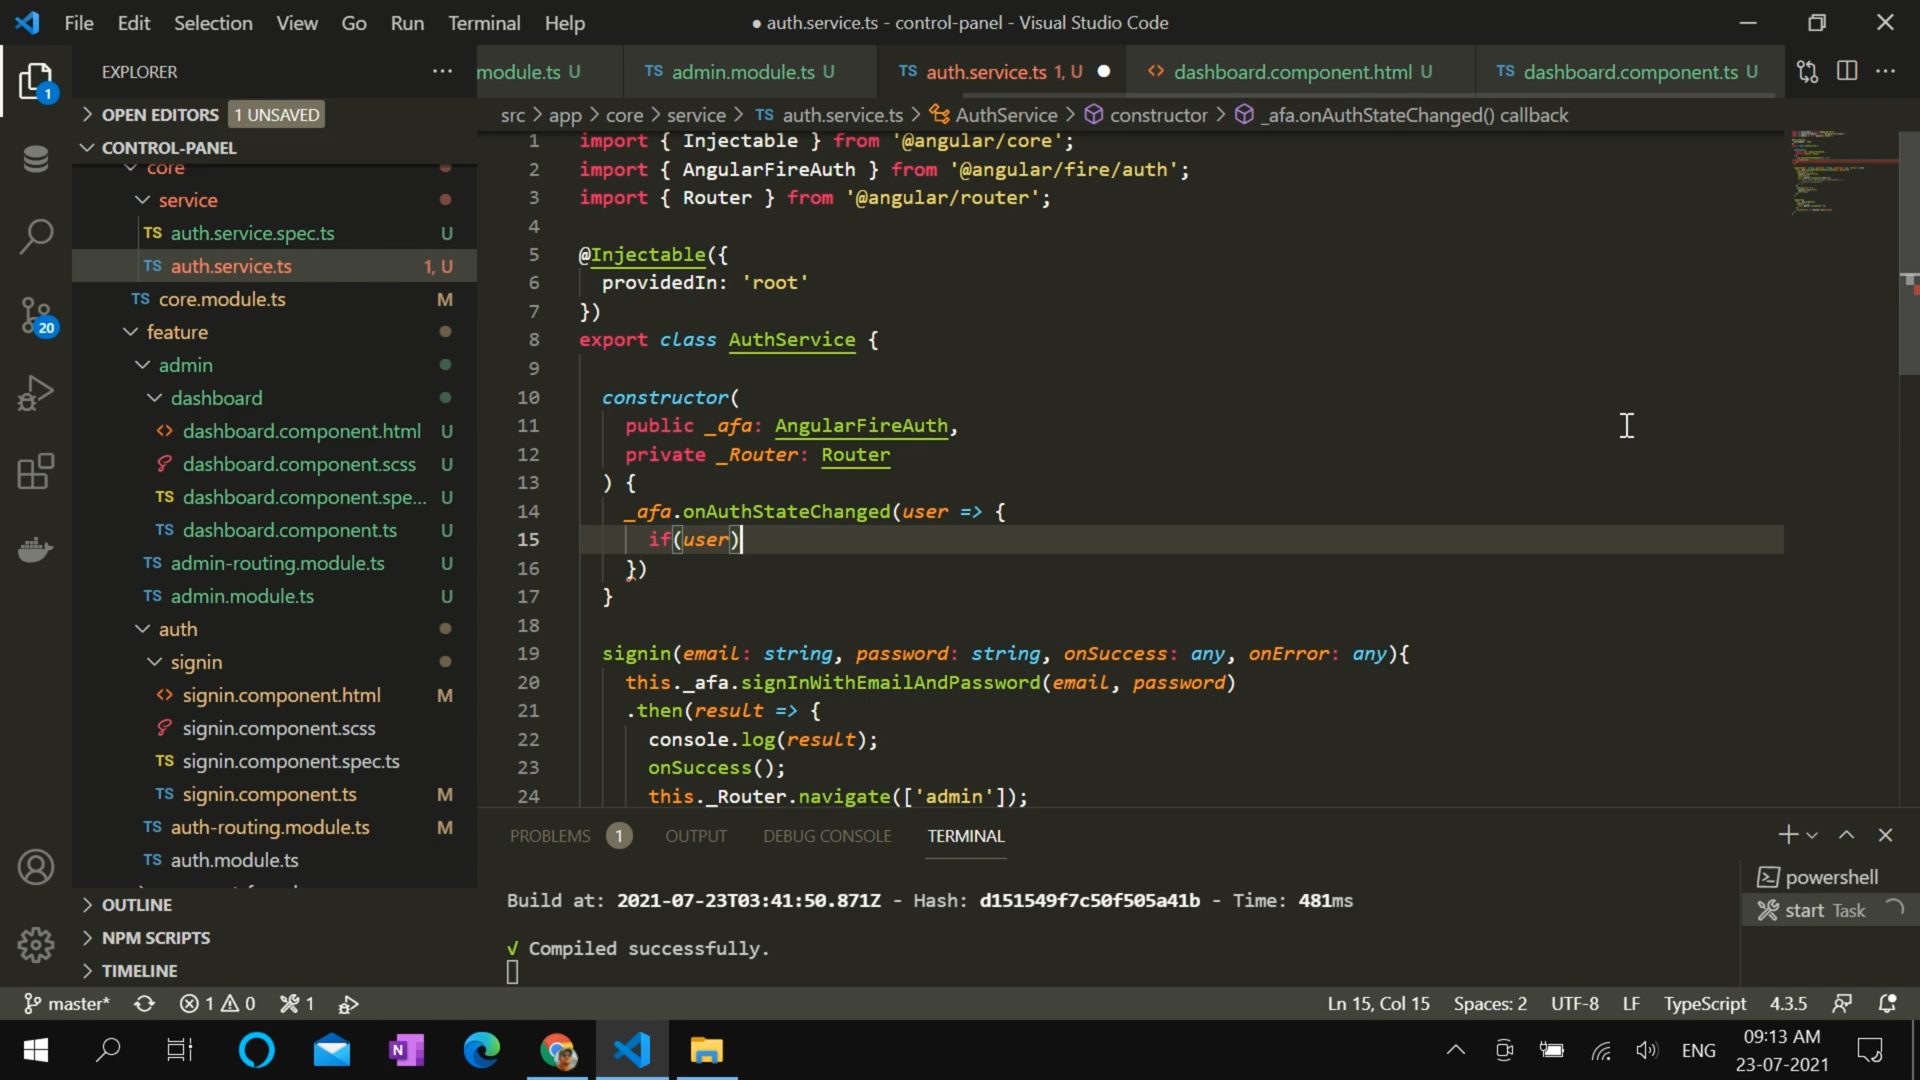 File Edit Selection View Go Run Terminal Help
● auth.service.ts - control-panel - Visual Studio Code
EXPLORER
module.ts U
TS admin.module.ts U
TS auth.service.ts 1, U
<> dashboard.component.html U
TS dashboard.component.ts U
1
OPEN EDITORS 1 UNSAVED
src > app > core > service > TS auth.service.ts > AuthService > constructor > _afa.onAuthStateChanged() callback
CONTROL-PANEL
core
service
TS auth.service.spec.ts U
TS auth.service.ts 1, U
TS core.module.ts M
20
feature
admin
dashboard
<> dashboard.component.html U
dashboard.component.scss U
TS dashboard.component.spe... U
TS dashboard.component.ts U
TS admin-routing.module.ts U
TS admin.module.ts U
auth
signin
<> signin.component.html M
signin.component.scss
TS signin.component.spec.ts
TS signin.component.ts M
TS auth-routing.module.ts M
TS auth.module.ts
OUTLINE
NPM SCRIPTS
TIMELINE
1 import { Injectable } from '@angular/core';
2 import { AngularFireAuth } from '@angular/fire/auth';
3 import { Router } from '@angular/router';
4
5 @Injectable({
6 providedIn: 'root'
7 })
8 export class AuthService {
9
10 constructor(
11 public _afa: AngularFireAuth,
12 private _Router: Router
13 ) {
14 _afa.onAuthStateChanged(user => {
15 if(user)
16 })
17 }
18
19 signin(email: string, password: string, onSuccess: any, onError: any){
20 this._afa.signInWithEmailAndPassword(email, password)
21 .then(result => {
22 console.log(result);
23 onSuccess();
24 this._Router.navigate(['admin']);
PROBLEMS 1 OUTPUT DEBUG CONSOLE TERMINAL
Build at: 2021-07-23T03:41:50.871Z - Hash: d151549f7c50f505a41b - Time: 481ms
√ Compiled successfully.
powershell
start Task
master* 1 0 1
Ln 15, Col 15 Spaces: 2 UTF-8 LF TypeScript 4.3.5
N
ENG
09:13 AM
23-07-2021